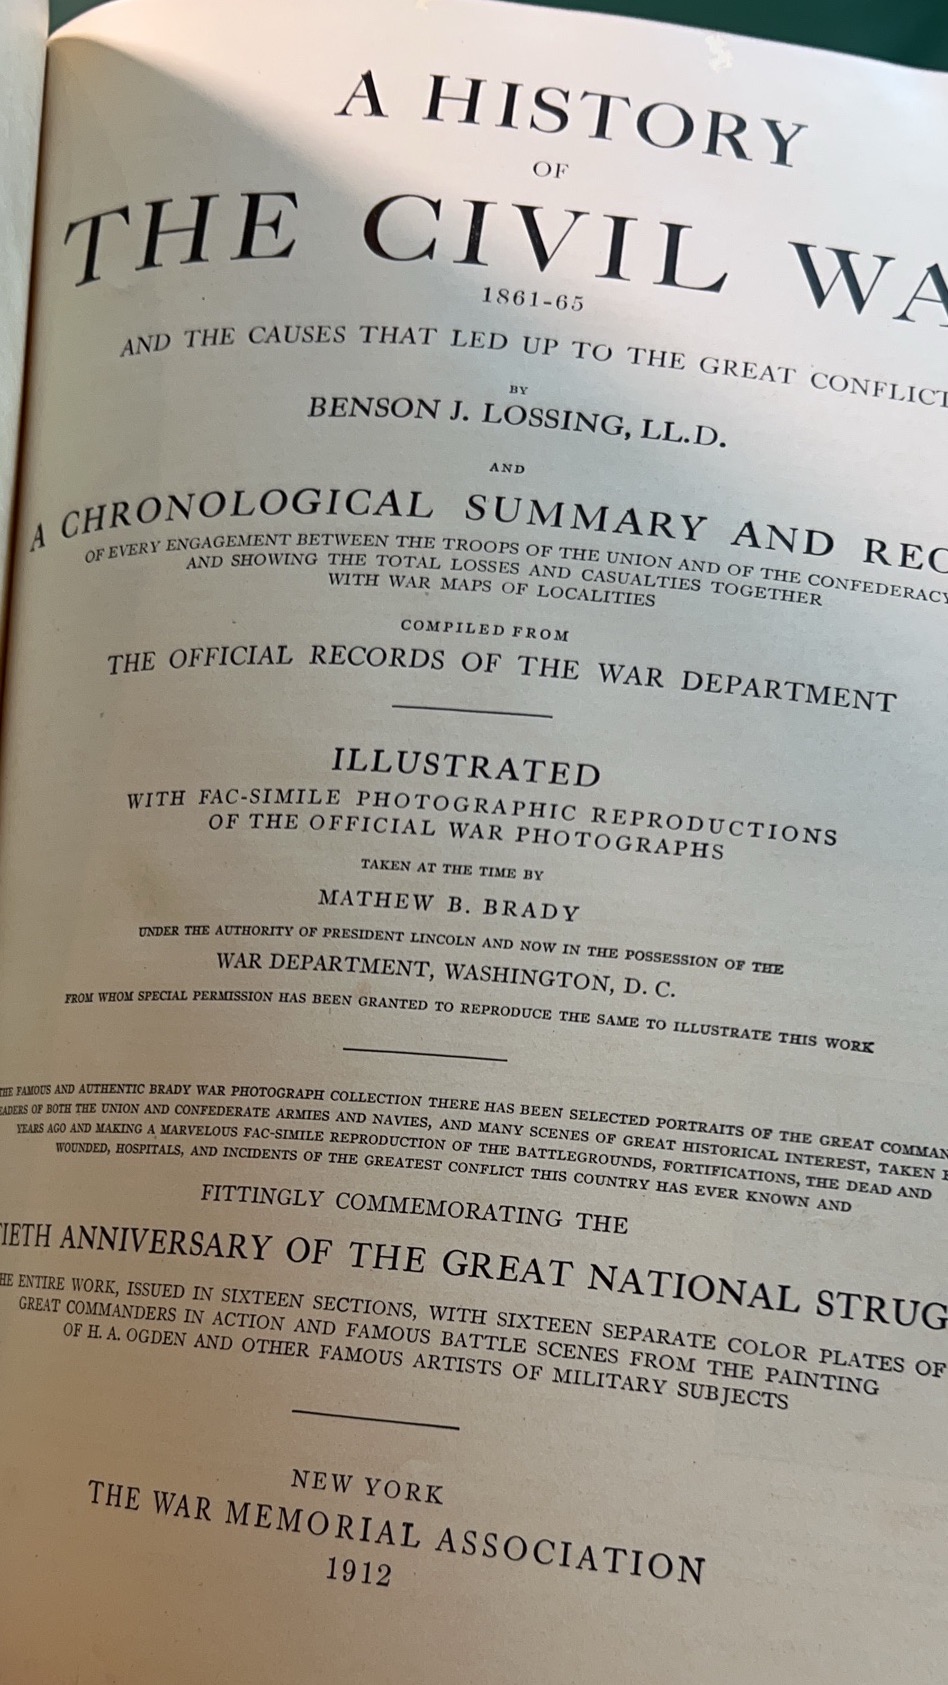 A HISTORY
OF
THE CIVIL WA
1861-65
AND THE CAUSES THAT LED UP TO THE GREAT CONFLICT
BY
BENSON J. LOSSING, LL.D.
AND
A CHRONOLOGICAL SUMMARY AND REC
OF EVERY ENGAGEMENT BETWEEN THE TROOPS OF THE UNION AND OF THE CONFEDERACY
AND SHOWING THE TOTAL LOSSES AND CASUALTIES TOGETHER
WITH WAR MAPS OF LOCALITIES
COMPILED FROM
THE OFFICIAL RECORDS OF THE WAR DEPARTMENT
ILLUSTRATED
WITH FAC-SIMILE PHOTOGRAPHIC REPRODUCTIONS
OF THE OFFICIAL WAR PHOTOGRAPHS
TAKEN AT THE TIME BY
MATHEW B. BRADY
UNDER THE AUTHORITY OF PRESIDENT LINCOLN AND NOW IN THE POSSESSION OF THE
WAR DEPARTMENT, WASHINGTON, D. C.
FROM WHOM SPECIAL PERMISSION HAS BEEN GRANTED TO REPRODUCE THE SAME TO ILLUSTRATE THIS WORK
THE FAMOUS AND AUTHENTIC BRADY WAR PHOTOGRAPH COLLECTION THERE HAS BEEN SELECTED PORTRAITS OF THE GREAT COMMAN
EADERS OF BOTH THE UNION AND CONFEDERATE ARMIES AND NAVIES, AND MANY SCENES OF GREAT HISTORICAL INTEREST, TAKEN
YEARS AGO AND MAKING A MARVELOUS FAC-SIMILE REPRODUCTION OF THE BATTLEGROUNDS, FORTIFICATIONS, THE DEAD AND
WOUNDED, HOSPITALS, AND INCIDENTS OF THE GREATEST CONFLICT THIS COUNTRY HAS EVER KNOWN AND
FITTINGLY COMMEMORATING THE
TIETH ANNIVERSARY OF THE GREAT NATIONAL STRUG
HE ENTIRE WORK, ISSUED IN SIXTEEN SECTIONS, WITH SIXTEEN SEPARATE COLOR PLATES OF
GREAT COMMANDERS IN ACTION AND FAMOUS BATTLE SCENES FROM THE PAINTING
OF H. A. OGDEN AND OTHER FAMOUS ARTISTS OF MILITARY SUBJECTS
NEW YORK
THE WAR MEMORIAL ASSOCIATION
1912